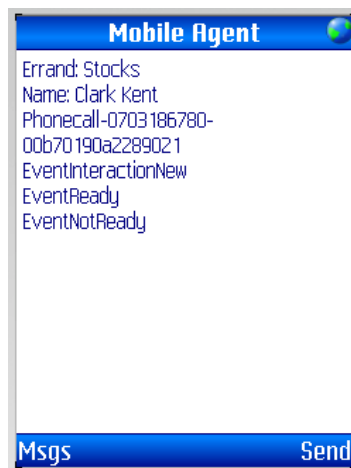 Mobile Agent
Errand: Stocks
Name: Clark Kent
Phonecall-0703186780-
00b70190a2289021
EventInteractionNew
EventReady
EventNotReady
Msgs
Send